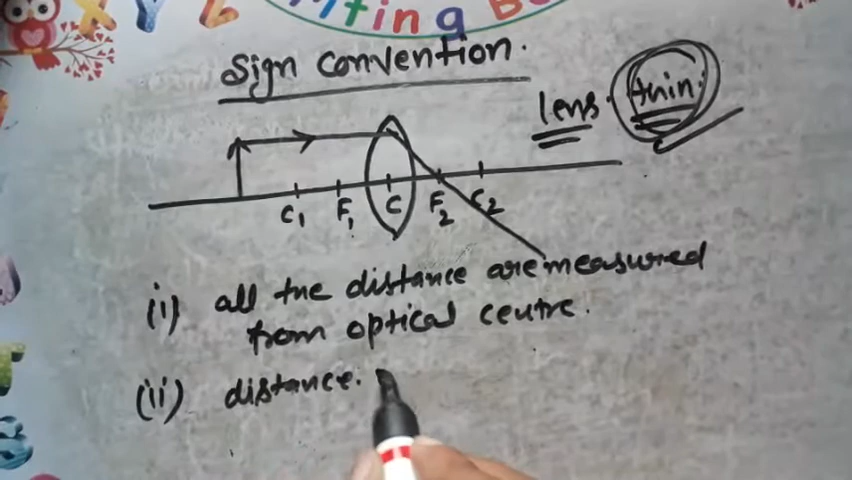 X Y Z
Sign Convention.
lens. thin.
C1 F1 C F2 C2
(i) all the distance are measured
from optical centre.
(ii) distance.